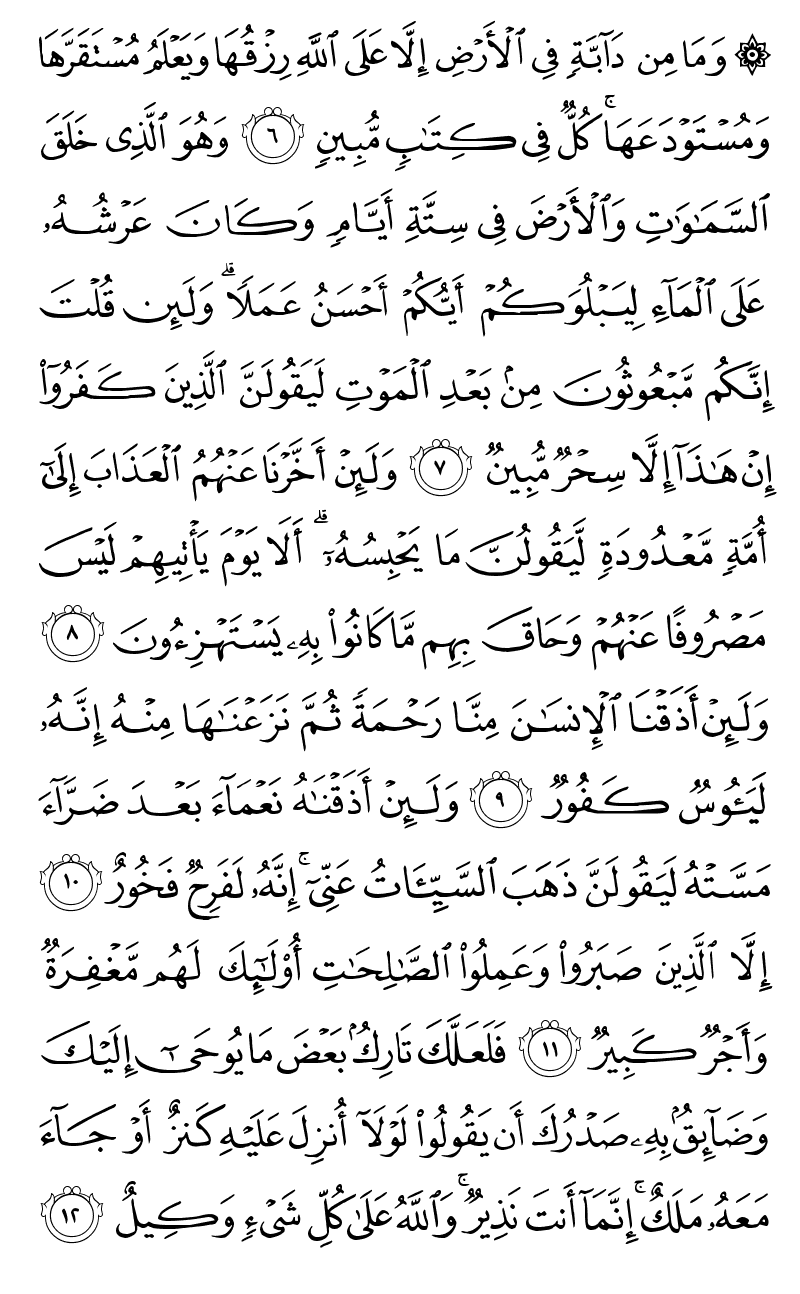 ۞ وَمَا مِن دَآبَّةٍ فِي ٱلْأَرْضِ إِلَّا عَلَى ٱللَّهِ رِزْقُهَا وَيَعْلَمُ مُسْتَقَرَّهَا
وَمُسْتَوْدَعَهَا ۚ كُلٌّ فِي كِتَٰبٍ مُّبِينٍ ٦ وَهُوَ ٱلَّذِي خَلَقَ
ٱلسَّمَٰوَٰتِ وَٱلْأَرْضَ فِي سِتَّةِ أَيَّامٍ وَكَانَ عَرْشُهُۥ
عَلَى ٱلْمَآءِ لِيَبْلُوَكُمْ أَيُّكُمْ أَحْسَنُ عَمَلًا ۗ وَلَئِن قُلْتَ
إِنَّكُم مَّبْعُوثُونَ مِنۢ بَعْدِ ٱلْمَوْتِ لَيَقُولَنَّ ٱلَّذِينَ كَفَرُوٓا۟
إِنْ هَٰذَآ إِلَّا سِحْرٌ مُّبِينٌ ٧ وَلَئِنْ أَخَّرْنَا عَنْهُمُ ٱلْعَذَابَ إِلَىٰٓ
أُمَّةٍ مَّعْدُودَةٍ لَّيَقُولُنَّ مَا يَحْبِسُهُۥٓ ۗ أَلَا يَوْمَ يَأْتِيهِمْ لَيْسَ
مَصْرُوفًا عَنْهُمْ وَحَاقَ بِهِم مَّا كَانُوا۟ بِهِۦ يَسْتَهْزِءُونَ ٨
وَلَئِنْ أَذَقْنَا ٱلْإِنسَٰنَ مِنَّا رَحْمَةً ثُمَّ نَزَعْنَٰهَا مِنْهُ إِنَّهُۥ
لَيَـُٔوسٌ كَفُورٌ ٩ وَلَئِنْ أَذَقْنَٰهُ نَعْمَآءَ بَعْدَ ضَرَّآءَ
مَسَّتْهُ لَيَقُولَنَّ ذَهَبَ ٱلسَّيِّـَٔاتُ عَنِّيٓ ۚ إِنَّهُۥ لَفَرِحٌ فَخُورٌ ١٠
إِلَّا ٱلَّذِينَ صَبَرُوا۟ وَعَمِلُوا۟ ٱلصَّٰلِحَٰتِ أُو۟لَٰٓئِكَ لَهُم مَّغْفِرَةٌ
وَأَجْرٌ كَبِيرٌ ١١ فَلَعَلَّكَ تَارِكٌۢ بَعْضَ مَا يُوحَىٰٓ إِلَيْكَ
وَضَآئِقٌۢ بِهِۦ صَدْرُكَ أَن يَقُولُوا۟ لَوْلَآ أُنزِلَ عَلَيْهِ كَنزٌ أَوْ جَآءَ
مَعَهُۥ مَلَكٌ ۚ إِنَّمَآ أَنتَ نَذِيرٌ ۚ وَٱللَّهُ عَلَىٰ كُلِّ شَيْءٍ وَكِيلٌ ١٢